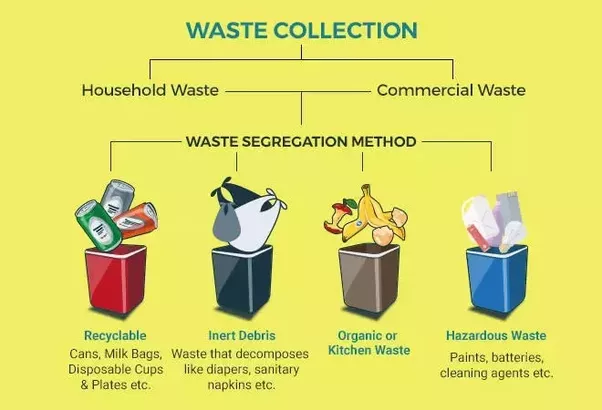 WASTE COLLECTION
Household Waste
Commercial Waste
WASTE SEGREGATION METHOD
Recyclable
Cans, Milk Bags,
Disposable Cups
& Plates etc.
Inert Debris
Waste that decomposes
like diapers, sanitary
napkins etc.
Organic or
Kitchen Waste
Hazardous Waste
Paints, batteries,
cleaning agents etc.